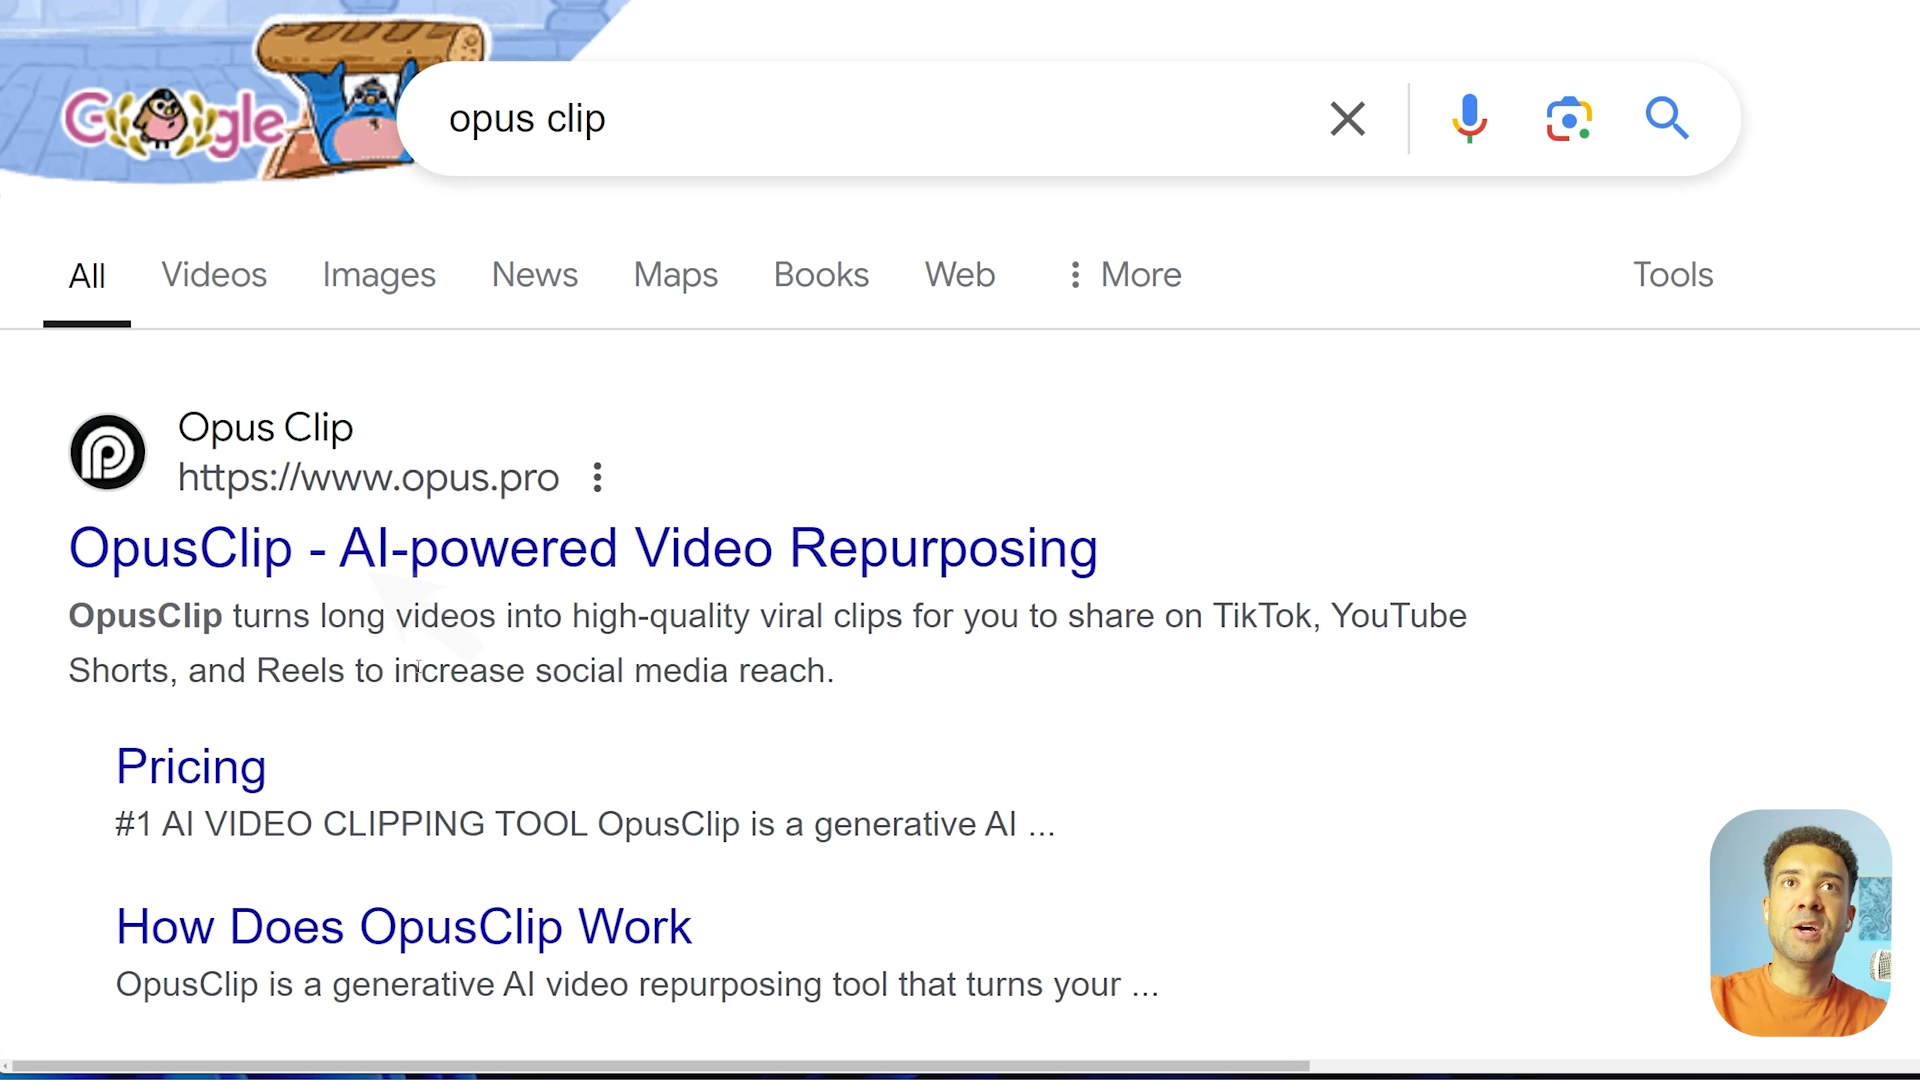 Google
opus clip
All Videos Images News Maps Books Web More Tools
Opus Clip
https://www.opus.pro
OpusClip - AI-powered Video Repurposing
OpusClip turns long videos into high-quality viral clips for you to share on TikTok, YouTube
Shorts, and Reels to increase social media reach.
Pricing
#1 AI VIDEO CLIPPING TOOL OpusClip is a generative AI ...
How Does OpusClip Work
OpusClip is a generative AI video repurposing tool that turns your ...